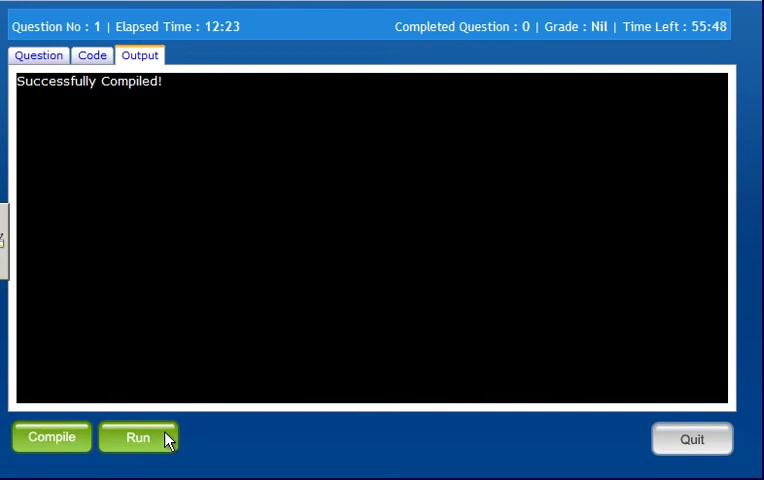 Question No : 1 | Elapsed Time : 12:23
Completed Question : 0 | Grade : Nil | Time Left : 55:48
Question Code Output
Successfully Compiled!
Compile Run Quit